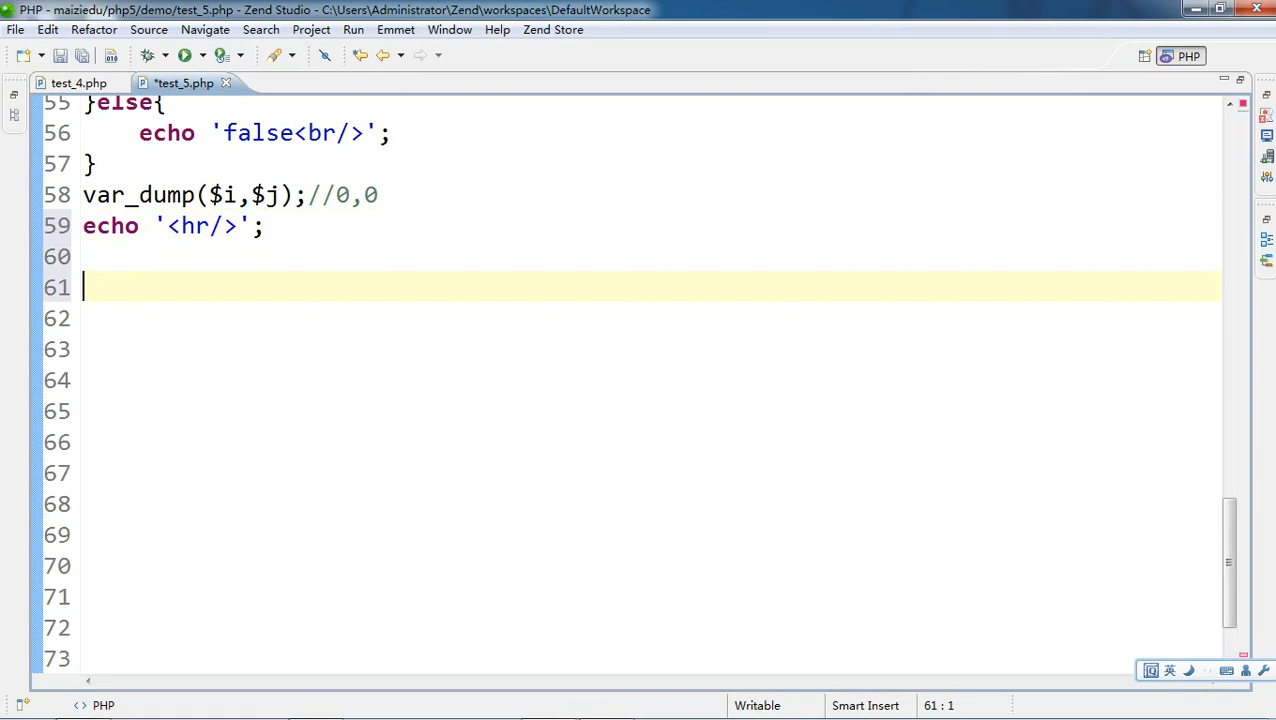 PHP - maiziedu/php5/demo/test_5.php - Zend Studio - C:\Users\Administrator\Zend\workspaces\DefaultWorkspace
File Edit Refactor Source Navigate Search Project Run Emmet Window Help Zend Store
PHP
test_4.php *test_5.php
55 }else{
56 echo 'false<br/>';
57 }
58 var_dump($i,$j);//0,0
59 echo '<hr/>';
60
61
62
63
64
65
66
67
68
69
70
71
72
73
英
<> PHP Writable Smart Insert 61 : 1